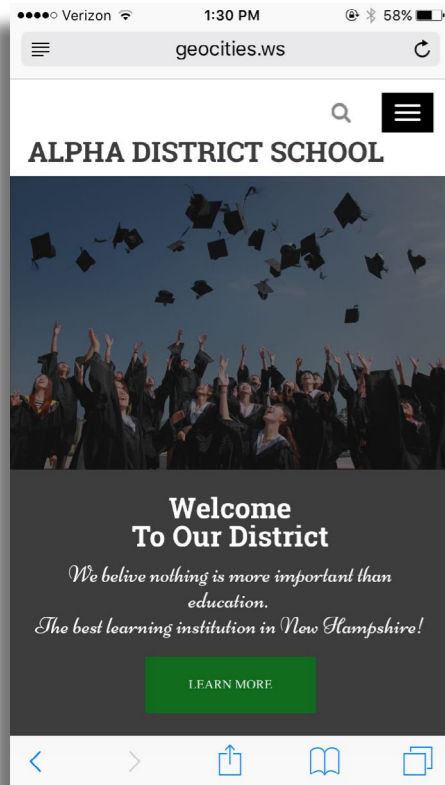 Verizon 1:30 PM 58%
geocities.ws
ALPHA DISTRICT SCHOOL
Welcome
To Our District
We belive nothing is more important than
education.
The best learning institution in New Hampshire!
LEARN MORE